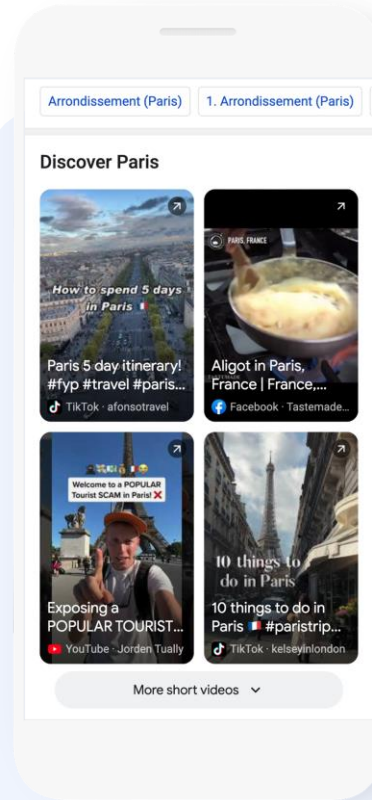 Arrondissement (Paris)
1. Arrondissement (Paris)
Discover Paris
How to spend 5 days
in Paris 🇫🇷
Paris 5 day itinerary!
#fyp #travel #paris...
TikTok · afonsotravel
PARIS, FRANCE
Aligot in Paris,
France | France,...
Facebook · Tastemade...
Welcome to a POPULAR
Tourist SCAM in Paris! ❌
Exposing a
POPULAR TOURIST...
YouTube · Jorden Tually
10 things to
do in Paris
10 things to do in
Paris 🇫🇷 #paristrip...
TikTok · kelseyinlondon
More short videos